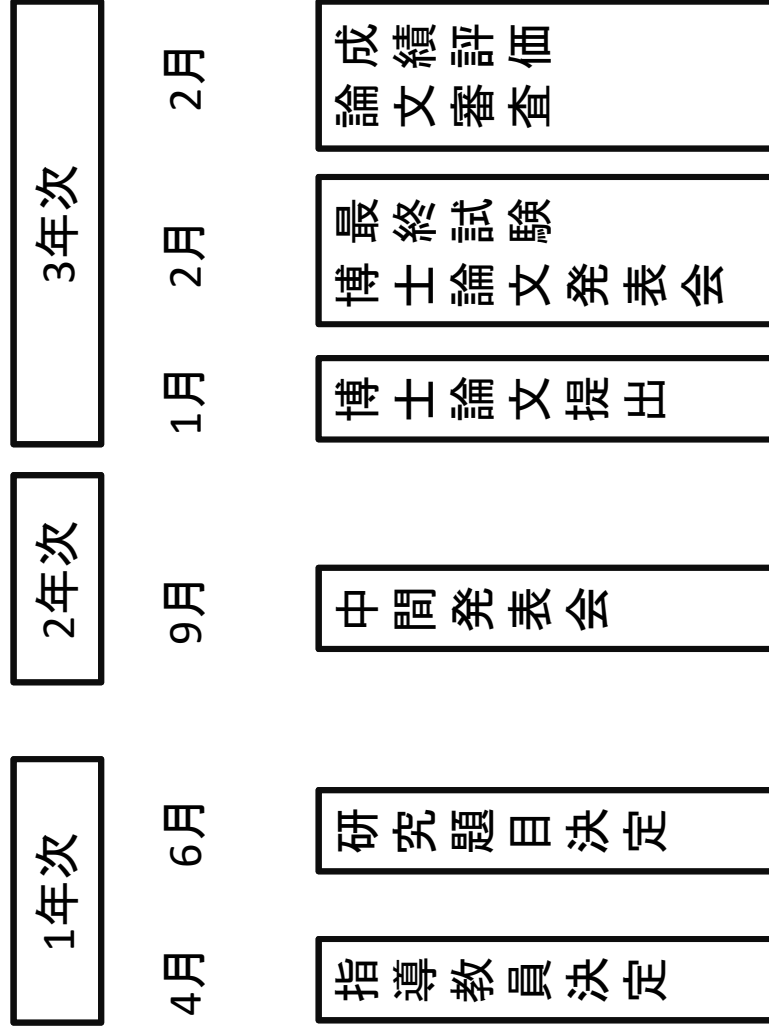 1年次
2年次
3年次
4月
6月
9月
1月
2月
2月
指導教員決定
研究題目決定
中間発表会
博士論文提出
博士論文発表会
最終試験
論文審査
成績評価